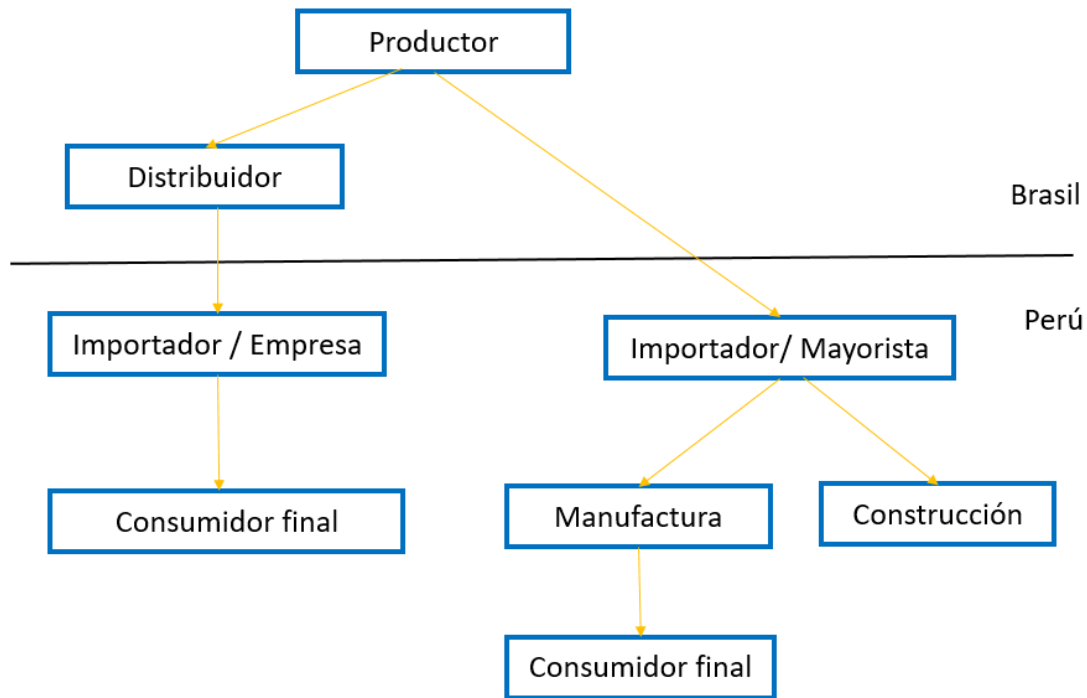 Productor
Distribuidor
Brasil
Perú
Importador / Empresa
Importador/ Mayorista
Consumidor final
Manufactura
Construcción
Consumidor final